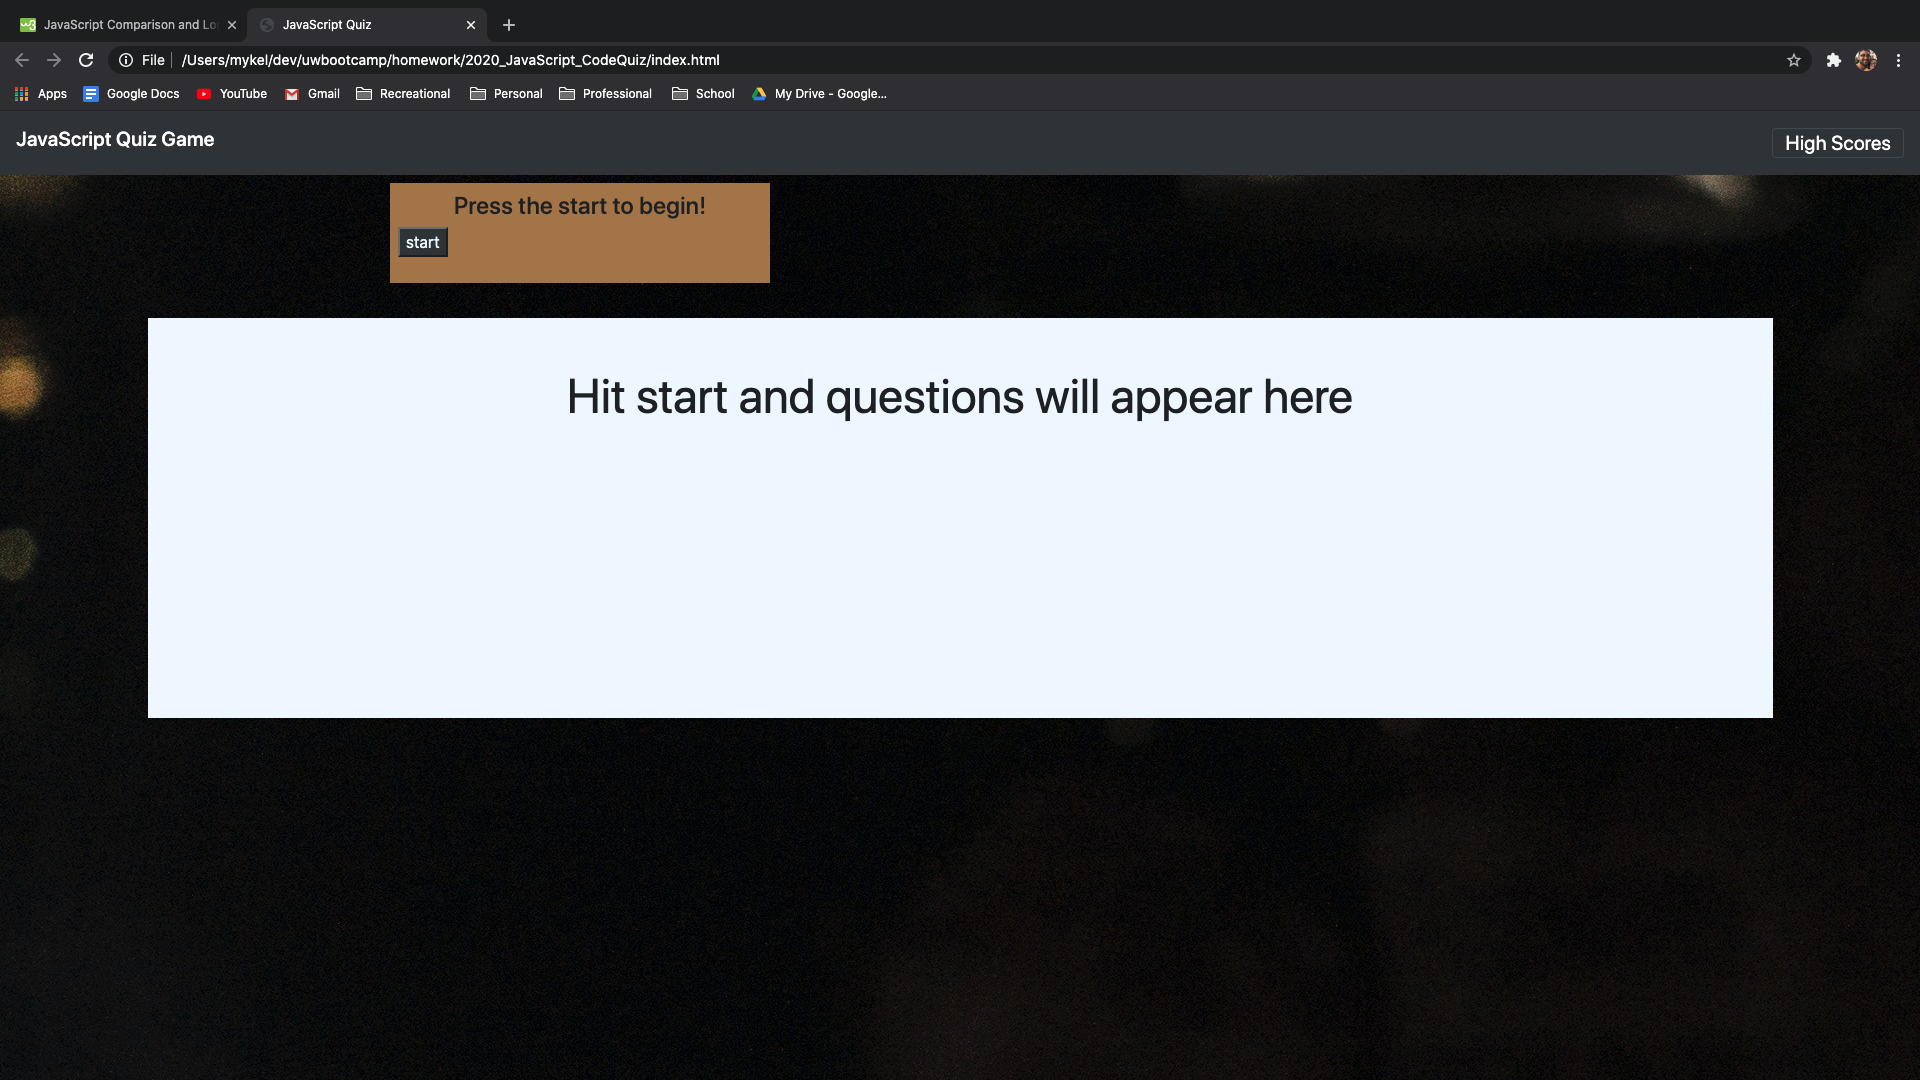 JavaScript Comparison and Lo
JavaScript Quiz
File
/Users/mykel/dev/uwbootcamp/homework/2020_JavaScript_CodeQuiz/index.html
Apps
Google Docs
YouTube
Gmail
Recreational
Personal
Professional
School
My Drive - Google...
JavaScript Quiz Game
High Scores
Press the start to begin!
start
Hit start and questions will appear here